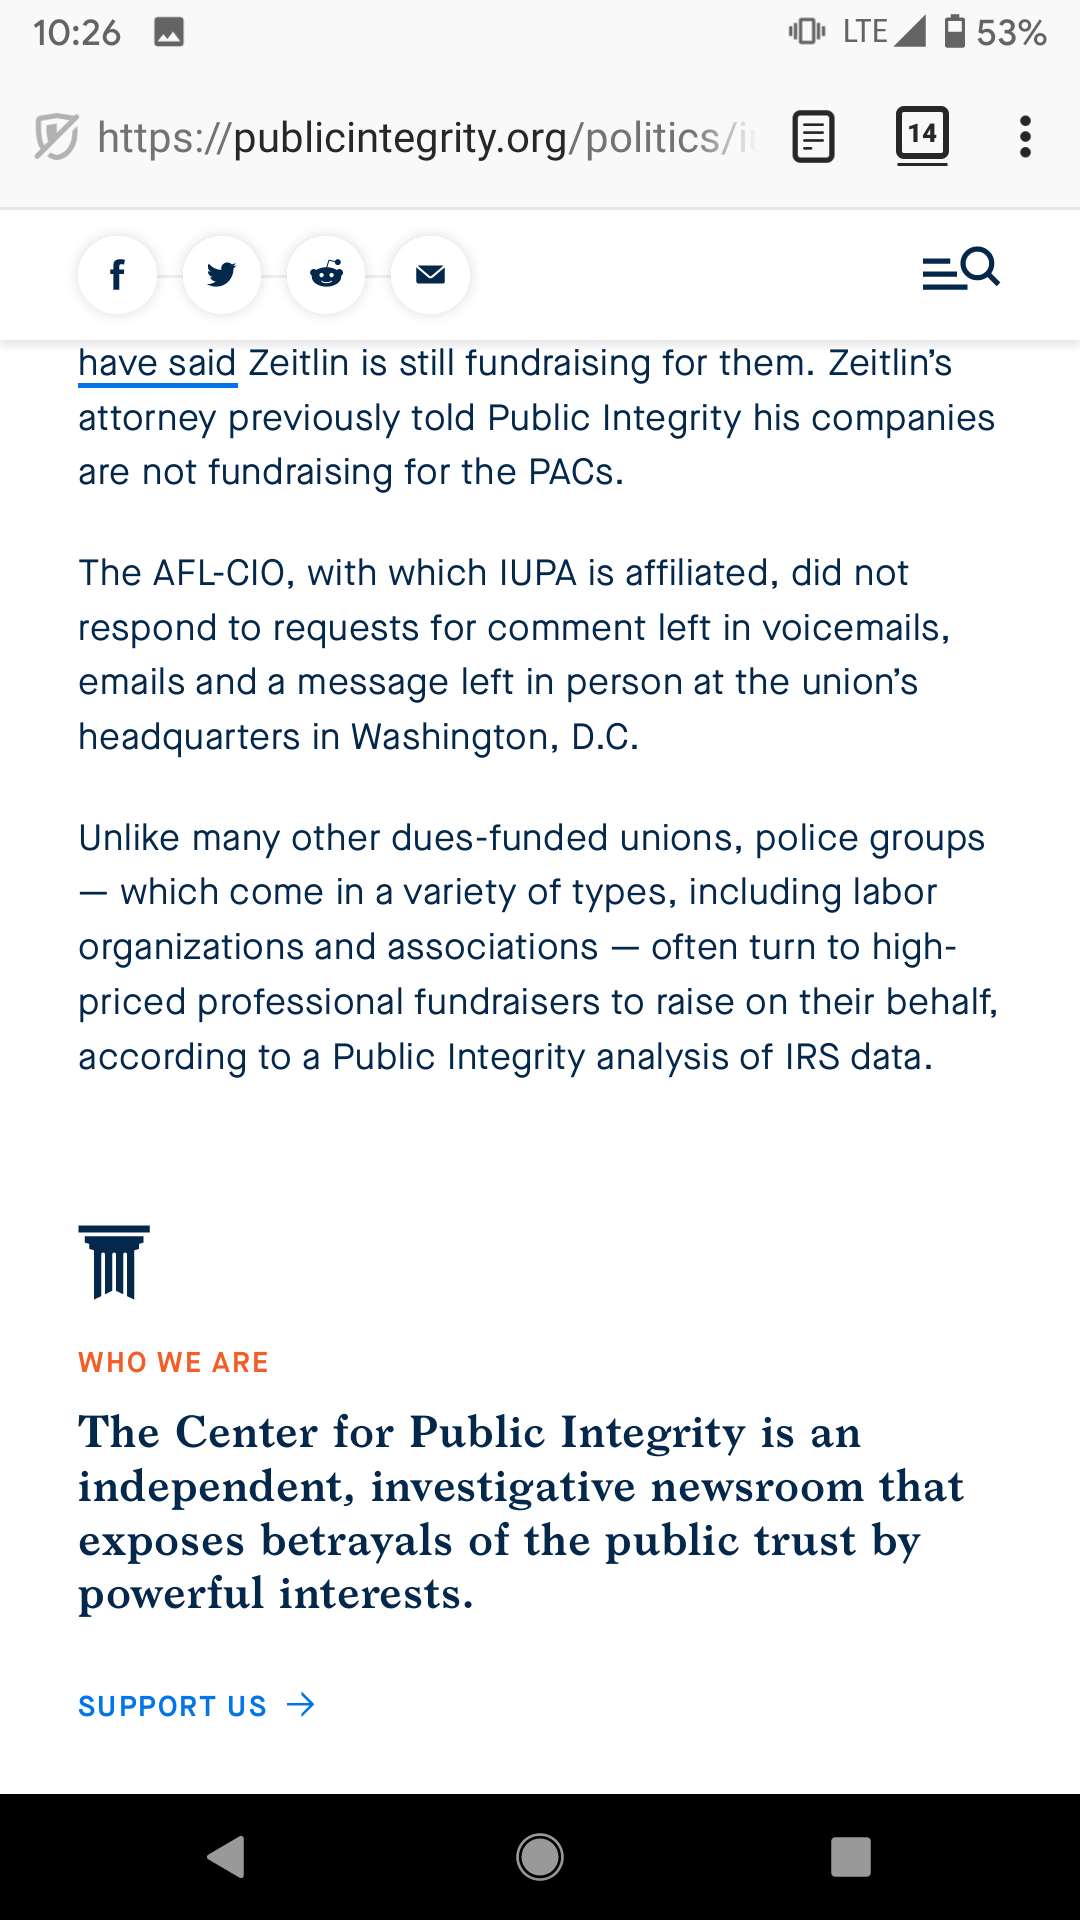 10:26 LTE 53%
https://publicintegrity.org/politics/i 14
have said Zeitlin is still fundraising for them. Zeitlin’s
attorney previously told Public Integrity his companies
are not fundraising for the PACs.
The AFL-CIO, with which IUPA is affiliated, did not
respond to requests for comment left in voicemails,
emails and a message left in person at the union’s
headquarters in Washington, D.C.
Unlike many other dues-funded unions, police groups
— which come in a variety of types, including labor
organizations and associations — often turn to high-
priced professional fundraisers to raise on their behalf,
according to a Public Integrity analysis of IRS data.
WHO WE ARE
The Center for Public Integrity is an
independent, investigative newsroom that
exposes betrayals of the public trust by
powerful interests.
SUPPORT US →